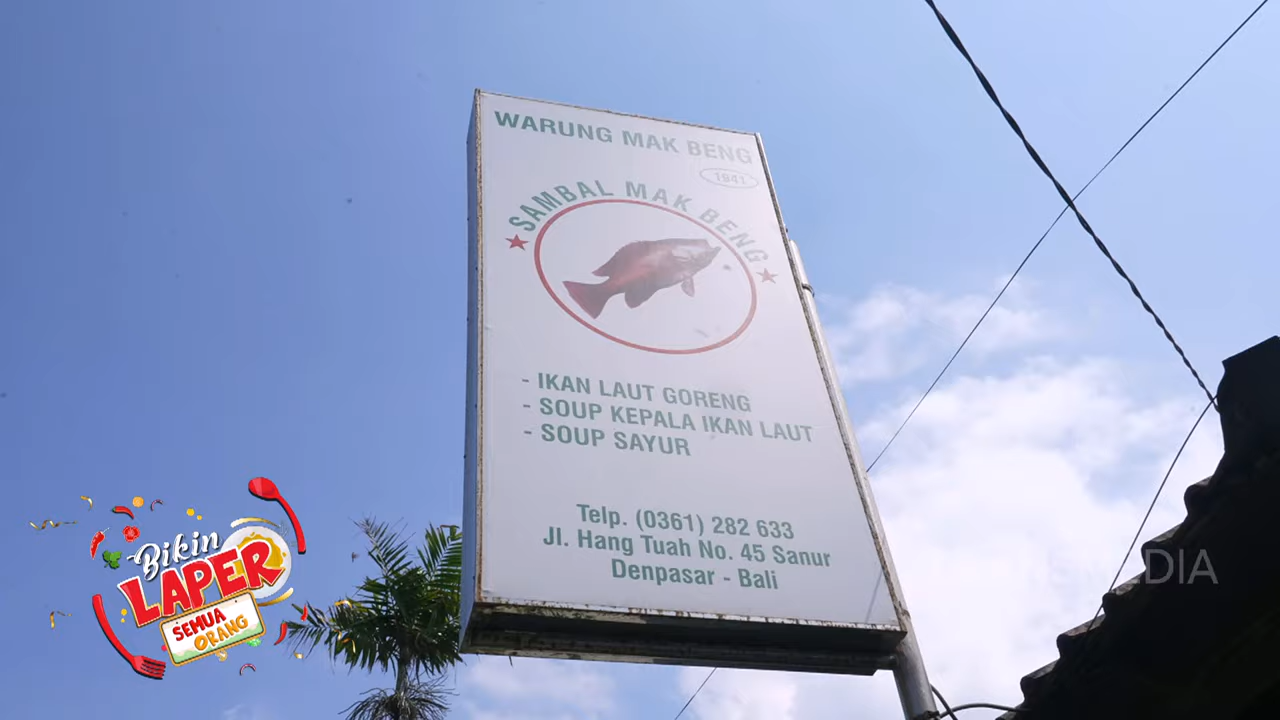 WARUNG MAK BENG
1941
SAMBAL MAK BENG
- IKAN LAUT GORENG
- SOUP KEPALA IKAN LAUT
- SOUP SAYUR
Telp. (0361) 282 633
Jl. Hang Tuah No. 45 Sanur
Denpasar - Bali
Bikin
LAPER
SEMUA
ORANG